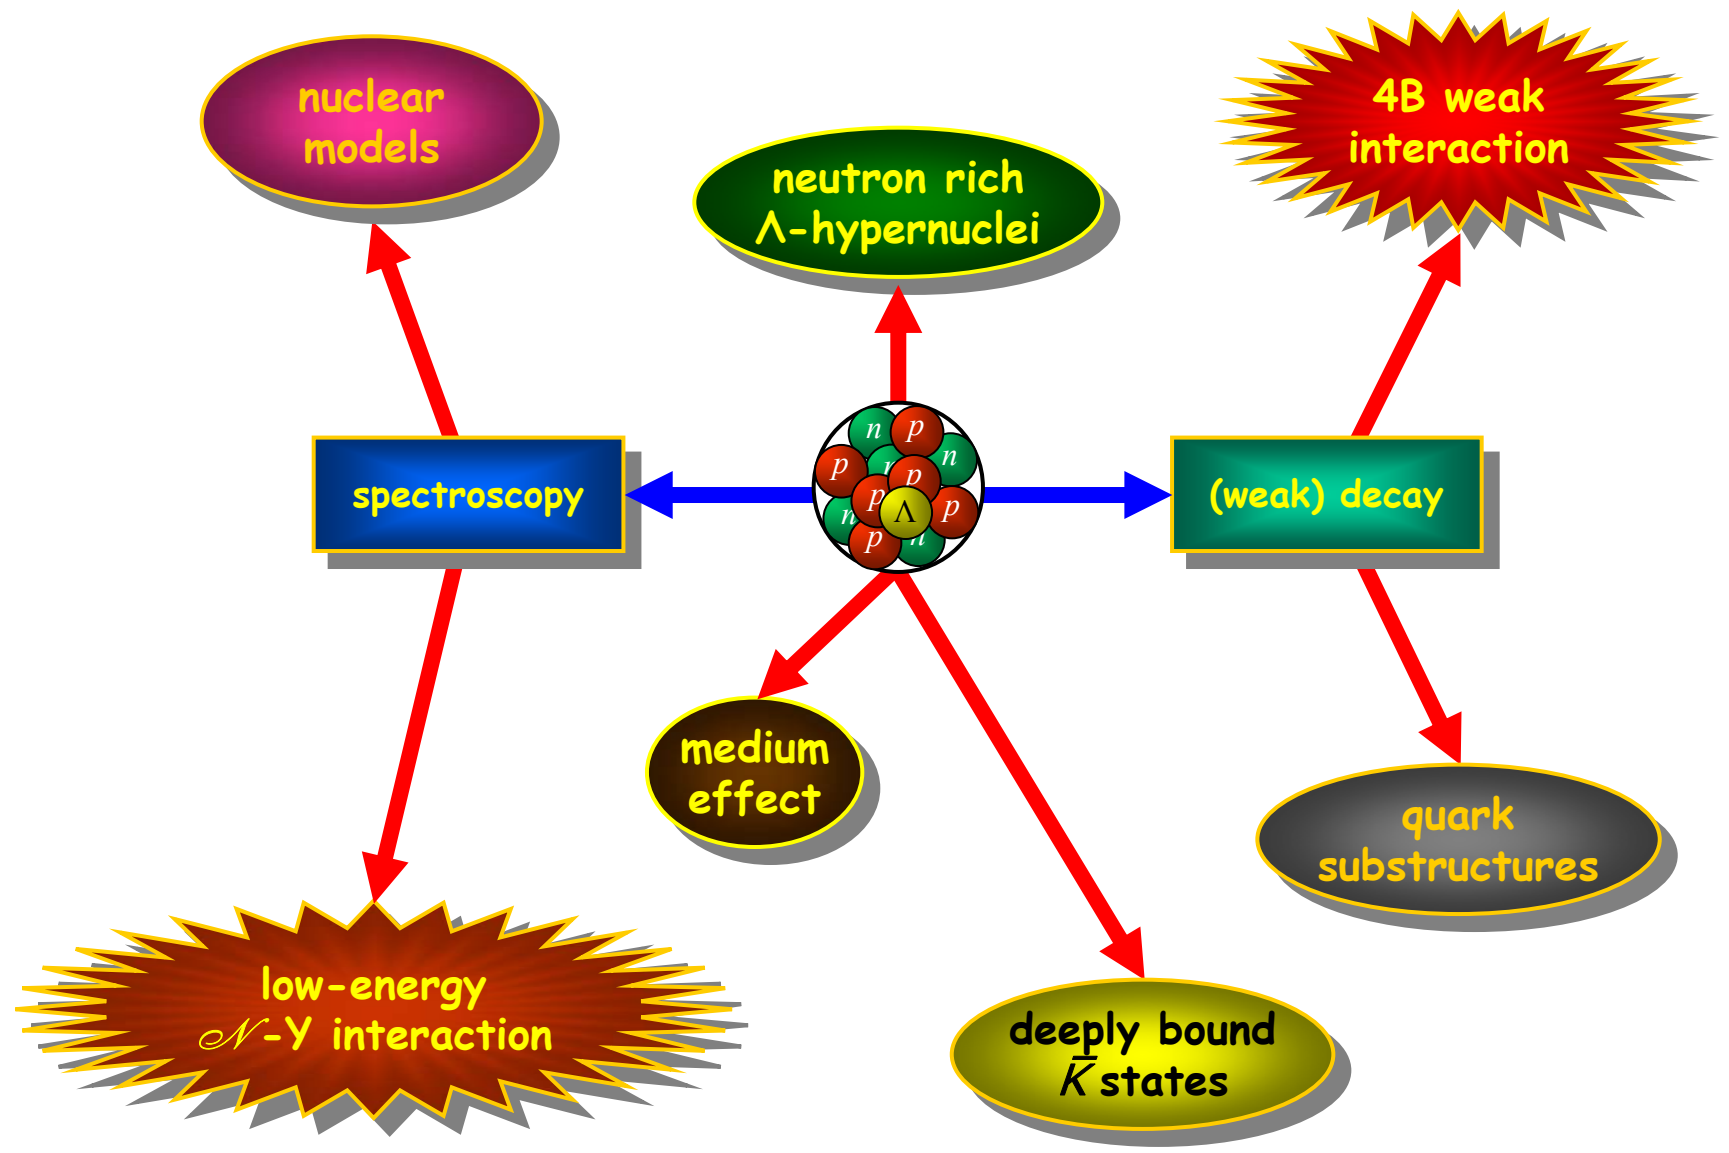 nuclear
models
4B weak
interaction
neutron rich
Λ-hypernuclei
n
p
p
n
n
p
p
n
Λ
p
p
n
spectroscopy
(weak) decay
medium
effect
quark
substructures
low-energy
𝒩-Y interaction
deeply bound
K̄ states